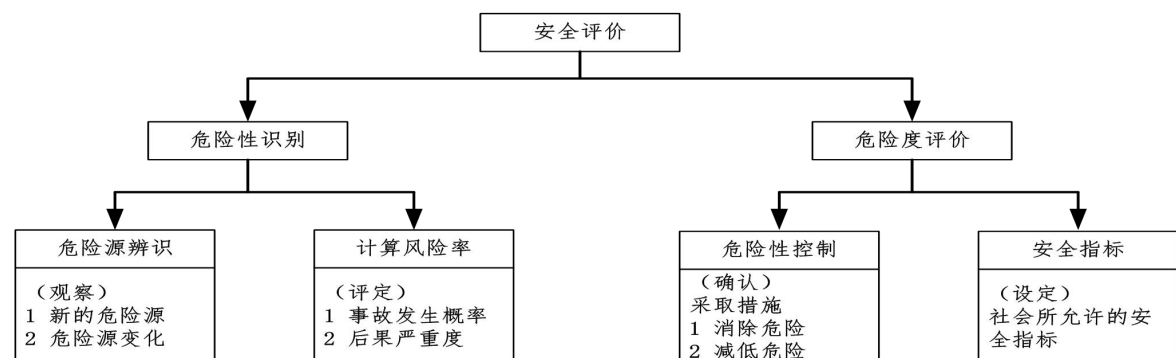 安全评价
危险性识别
危险度评价
危险源辨识
（观察）
1 新的危险源
2 危险源变化
计算风险率
（评定）
1 事故发生概率
2 后果严重度
危险性控制
（确认）
采取措施
1 消除危险
2 减低危险
安全指标
（设定）
社会所允许的安
全指标